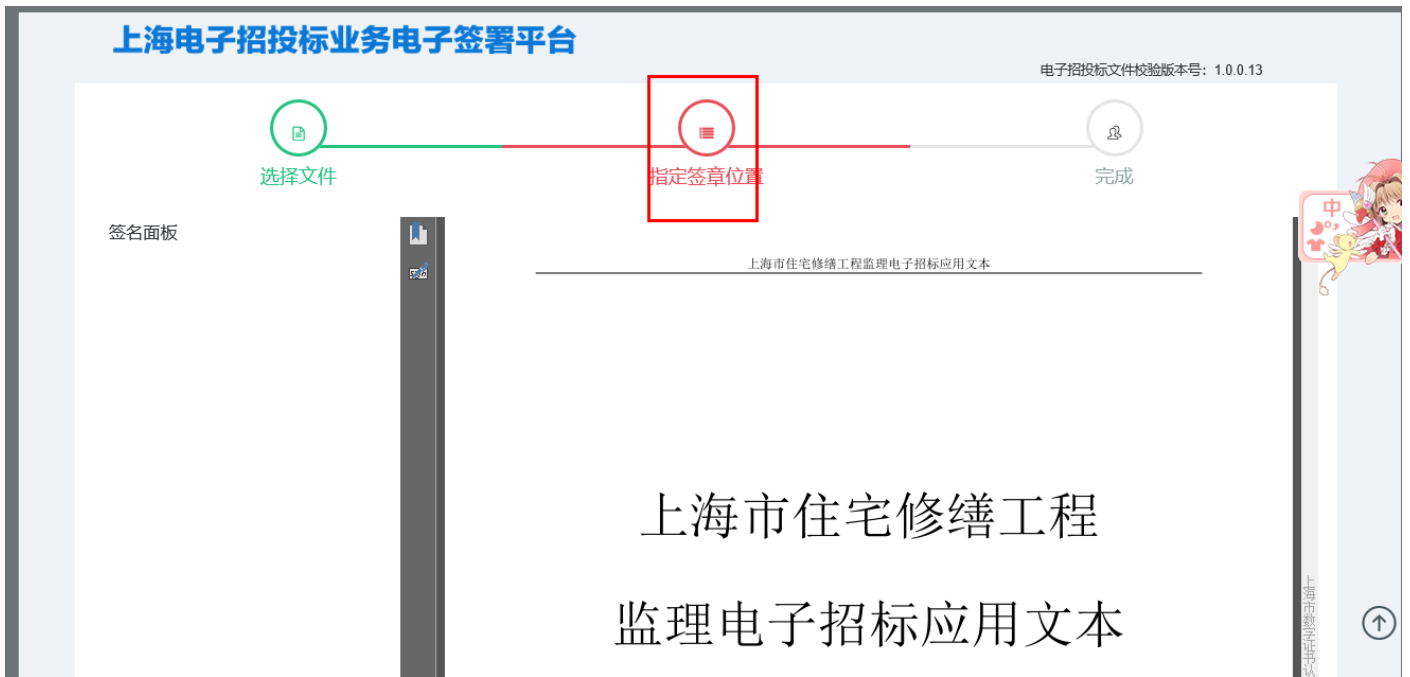 上海电子招投标业务电子签署平台
电子招投标文件校验版本号：1.0.0.13
选择文件
指定签章位置
完成
签名面板
中
上海市住宅修缮工程监理电子招标应用文本
上海市住宅修缮工程
监理电子招标应用文本
上海市数字证书认